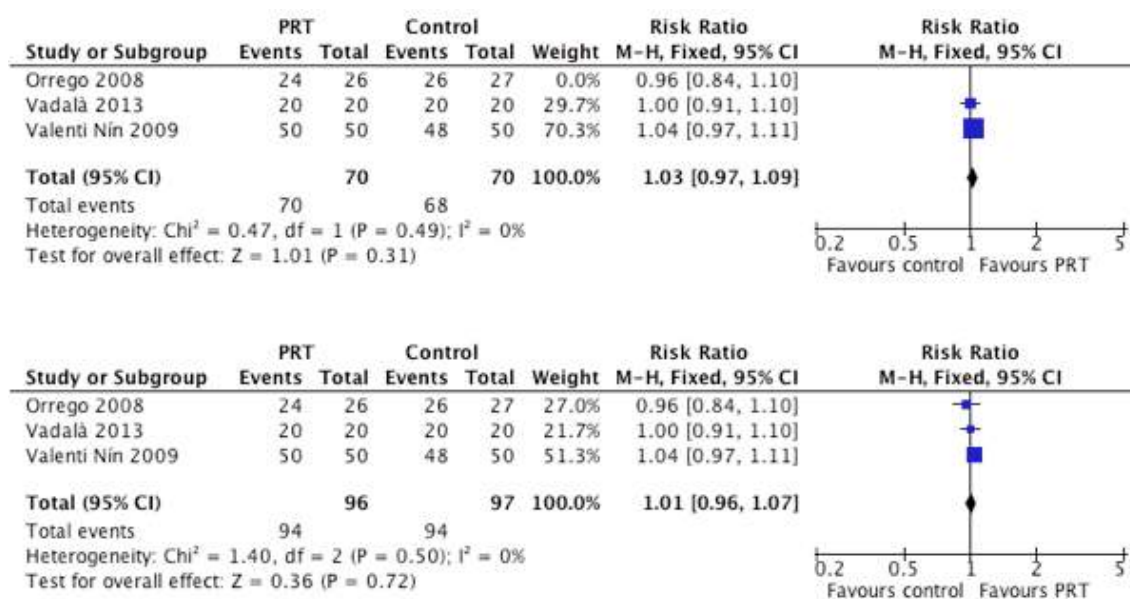 PRT Control Risk Ratio Risk Ratio
Study or Subgroup Events Total Events Total Weight M-H, Fixed, 95% CI M-H, Fixed, 95% CI
Orrego 2008 24 26 26 27 0.0% 0.96 [0.84, 1.10]
Vadalà 2013 20 20 20 20 29.7% 1.00 [0.91, 1.10]
Valenti Nín 2009 50 50 48 50 70.3% 1.04 [0.97, 1.11]
Total (95% CI) 70 70 100.0% 1.03 [0.97, 1.09]
Total events 70 68
Heterogeneity: Chi² = 0.47, df = 1 (P = 0.49); I² = 0%
Test for overall effect: Z = 1.01 (P = 0.31)
0.2 0.5 1 2 5
Favours control Favours PRT
PRT Control Risk Ratio Risk Ratio
Study or Subgroup Events Total Events Total Weight M-H, Fixed, 95% CI M-H, Fixed, 95% CI
Orrego 2008 24 26 26 27 27.0% 0.96 [0.84, 1.10]
Vadalà 2013 20 20 20 20 21.7% 1.00 [0.91, 1.10]
Valenti Nín 2009 50 50 48 50 51.3% 1.04 [0.97, 1.11]
Total (95% CI) 96 97 100.0% 1.01 [0.96, 1.07]
Total events 94 94
Heterogeneity: Chi² = 1.40, df = 2 (P = 0.50); I² = 0%
Test for overall effect: Z = 0.36 (P = 0.72)
0.2 0.5 1 2 5
Favours control Favours PRT